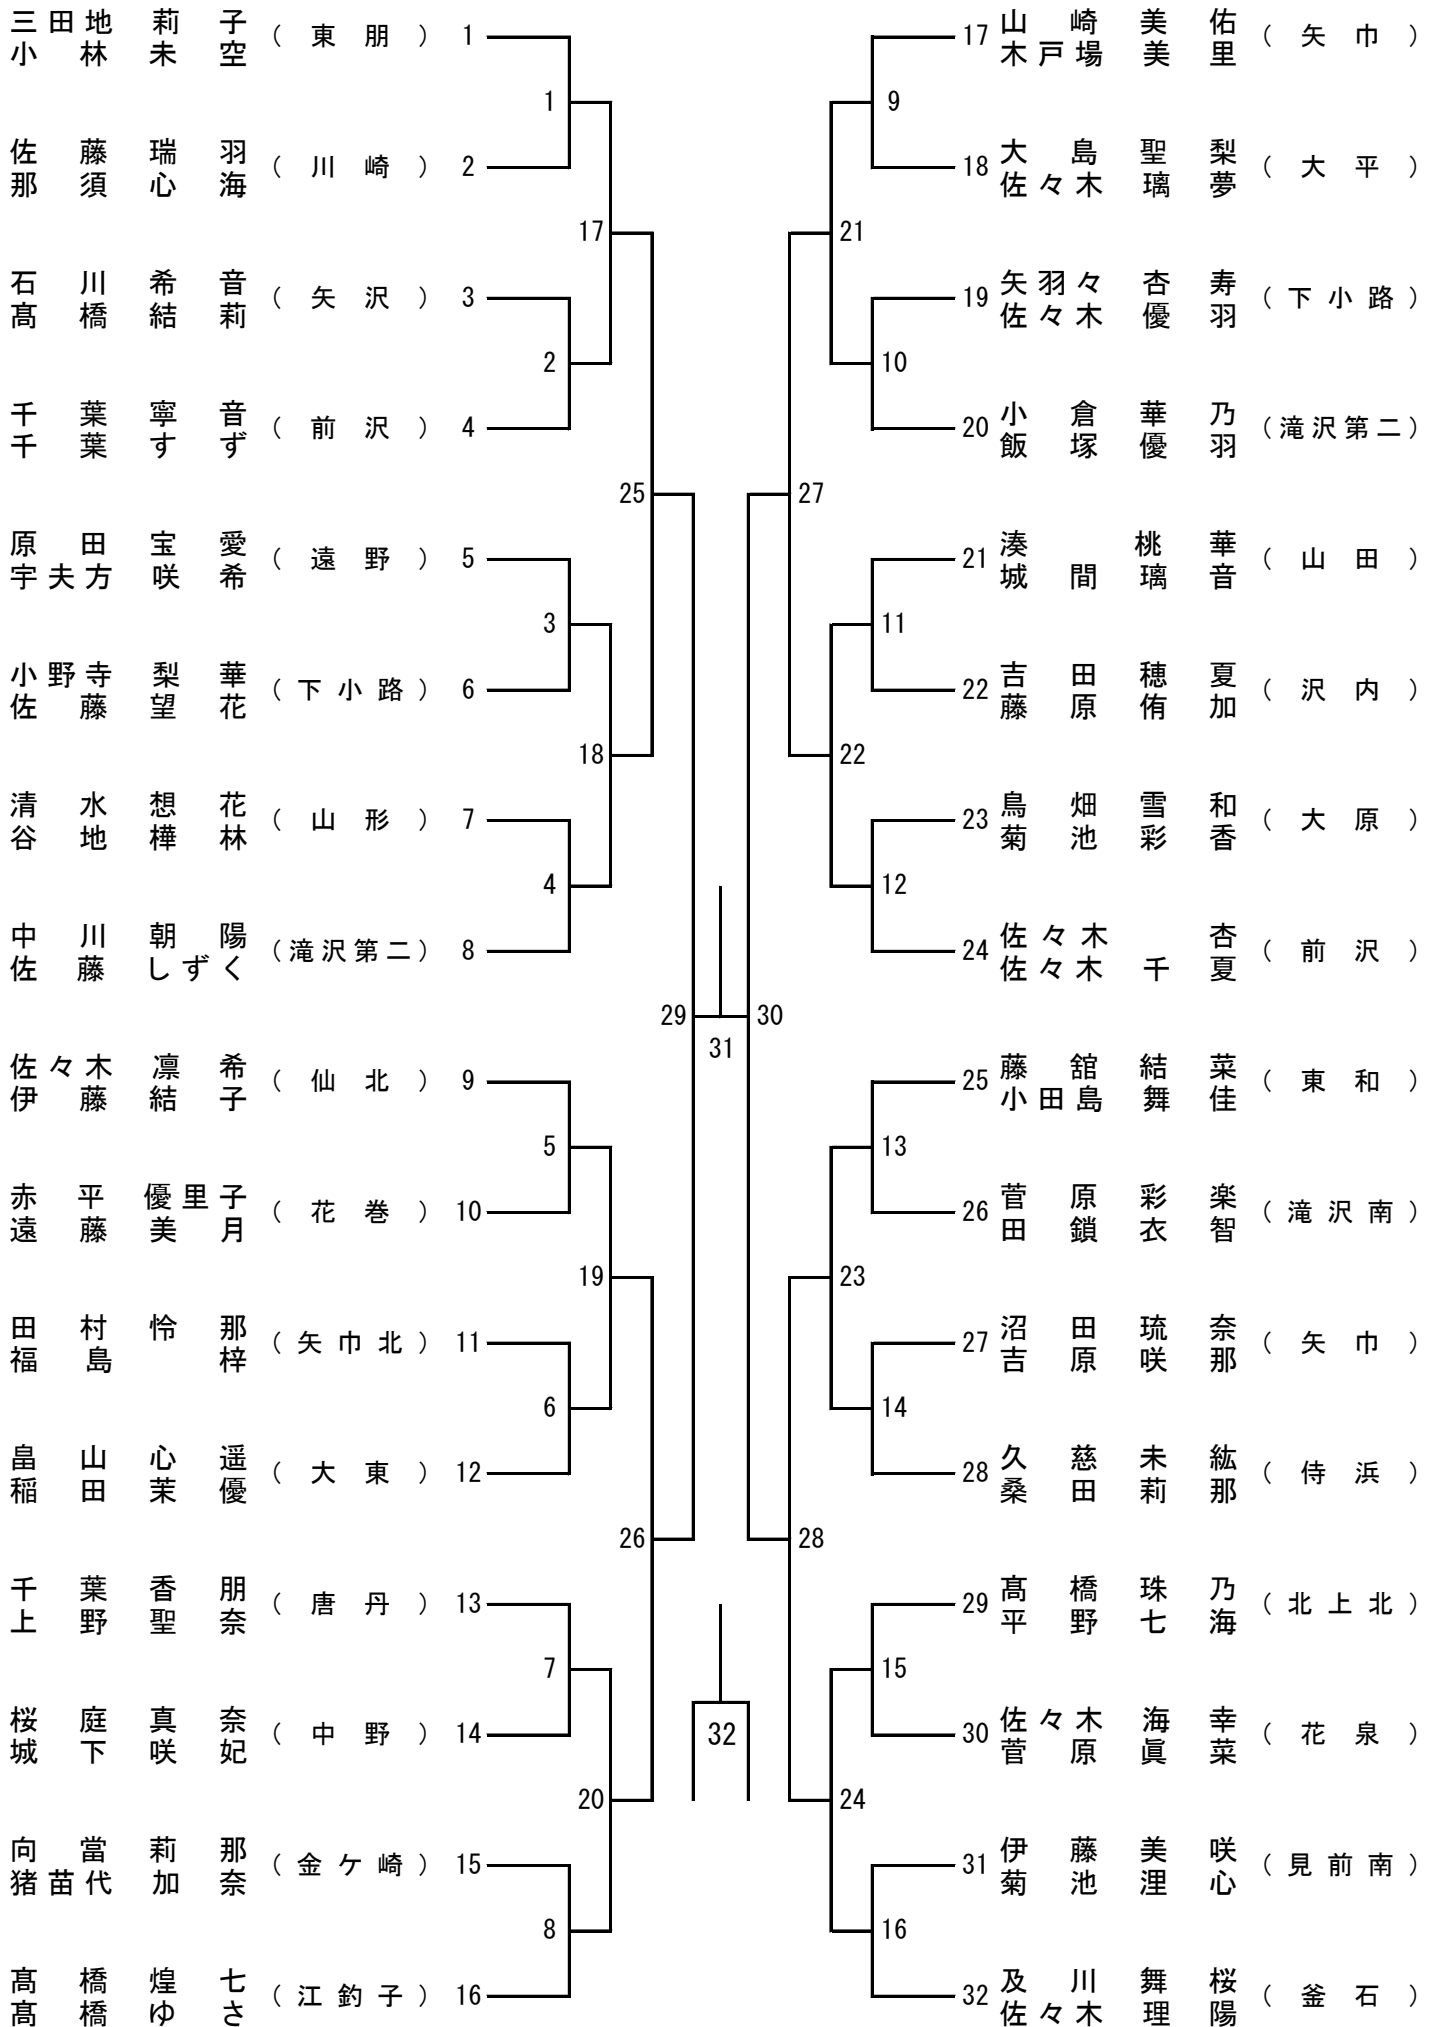 三田地 莉子
小林 未空
(東朋) 1
佐藤 瑞羽
那須 心海
(川崎) 2
石川 希音
髙橋 結莉
(矢沢) 3
千葉 寧音
千葉 すず
(前沢) 4
原田 宝愛
宇夫方 咲希
(遠野) 5
小野寺 梨華
佐藤 望花
(下小路) 6
清水 想花
谷地 樺林
(山形) 7
中川 朝陽
佐藤 しずく
(滝沢第二) 8
佐々木 凛希
伊藤 結子
(仙北) 9
赤平 優里子
遠藤 美月
(花巻) 10
田村 怜那
福島 梓
(矢巾北) 11
畠山 心遥
稲田 茉優
(大東) 12
千葉 香朋
上野 聖奈
(唐丹) 13
桜庭 真奈
城下 咲妃
(中野) 14
向當 莉那
猪苗代 加奈
(金ケ崎) 15
髙橋 煌七
髙橋 ゆさ
(江釣子) 16
1
2
3
4
5
6
7
8
17
18
19
20
25
26
29
31
32
30
27
28
21
22
23
24
9
10
11
12
13
14
15
16
17 山崎 美佑
木戸場 美里
(矢巾)
18 大島 聖梨
佐々木 璃夢
(大平)
19 矢羽々 杏寿
佐々木 優羽
(下小路)
20 小倉 華乃
飯塚 優羽
(滝沢第二)
21 湊 桃華
城間 璃音
(山田)
22 吉田 穂夏
藤原 侑加
(沢内)
23 鳥畑 雪和
菊池 彩香
(大原)
24 佐々木 杏
佐々木 千夏
(前沢)
25 藤舘 結菜
小田島 舞佳
(東和)
26 菅原 彩楽
田鎖 衣智
(滝沢南)
27 沼田 琉奈
吉原 咲那
(矢巾)
28 久慈 未紘
桑田 莉那
(侍浜)
29 髙橋 珠乃
平野 七海
(北上北)
30 佐々木 海幸
菅原 眞菜
(花泉)
31 伊藤 美咲
菊池 浬心
(見前南)
32 及川 舞桜
佐々木 理陽
(釜石)